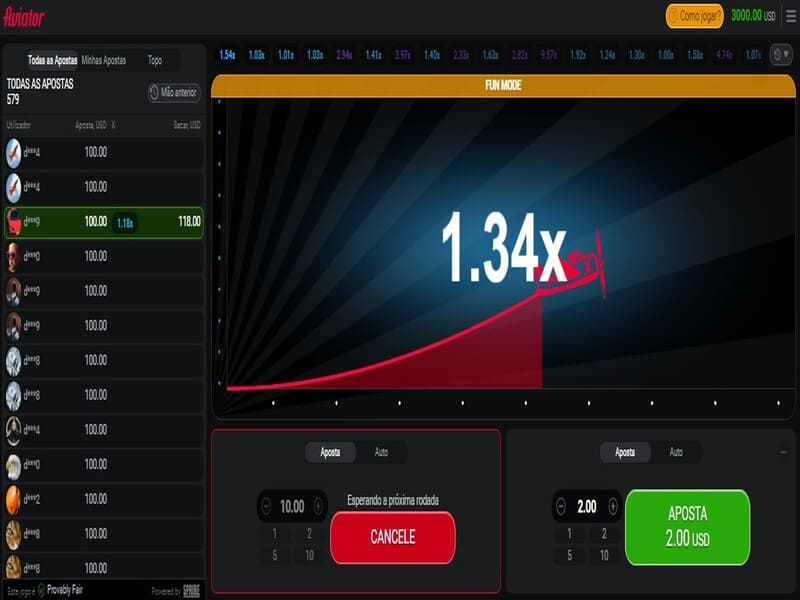 Aviator
? Como jogar?
3000.00 USD
Todas as Apostas
Minhas Apostas
Topo
TODAS AS APOSTAS
579
Mão anterior
Utilizador
Aposta, USD
X
Sacar, USD
d***4 100.00
d***4 100.00
d***9 100.00 1.18x 118.00
d***0 100.00
d***9 100.00
d***9 100.00
d***8 100.00
d***8 100.00
d***4 100.00
d***0 100.00
d***2 100.00
d***8 100.00
d***8 100.00
Este jogo é Provably Fair
Powered by SPRIBE
1.54x 1.03x 1.01x 1.03x 2.94x 1.41x 3.97x 1.40x 2.33x 1.63x 2.82x 9.57x 1.92x 1.24x 1.30x 1.00x 1.58x 4.74x 1.07x
FUN MODE
1.34x
Aposta Auto
10.00
1 2
5 10
Esperando a próxima rodada
CANCELE
Aposta Auto
2.00
1 2
5 10
APOSTA
2.00 USD